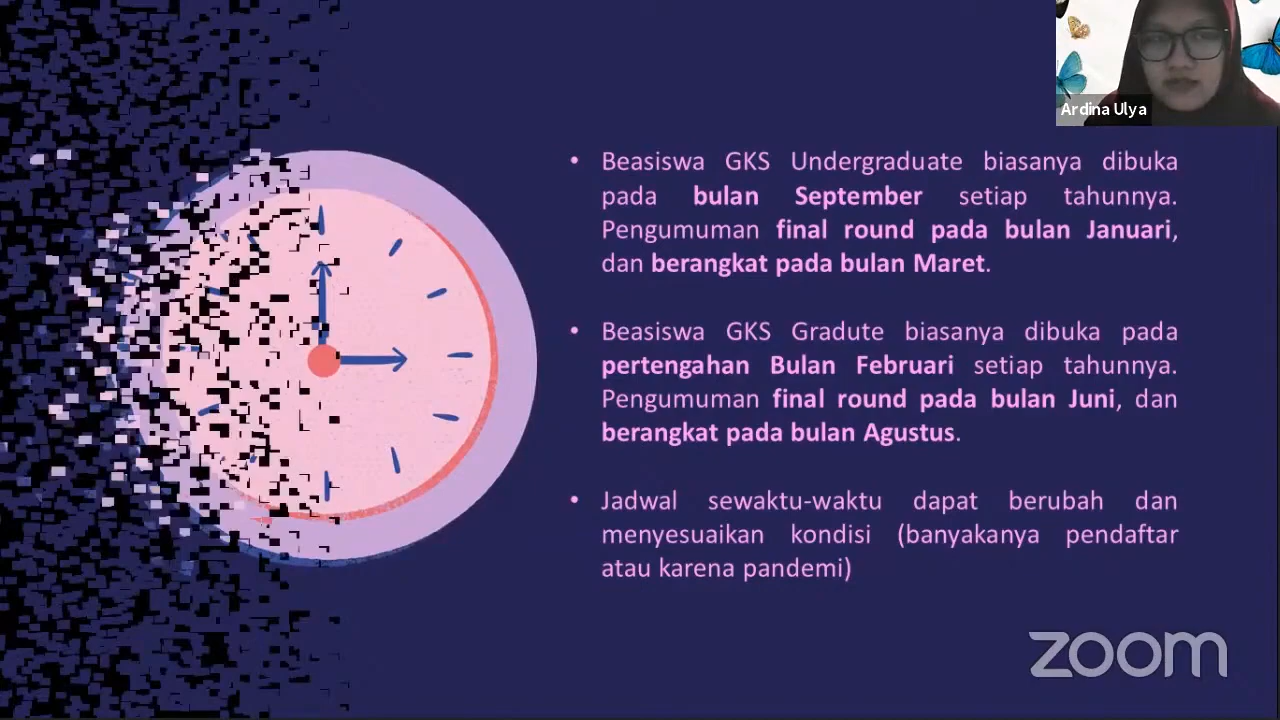 Ardina Ulya
• Beasiswa GKS Undergraduate biasanya dibuka
pada bulan September setiap tahunnya.
Pengumuman final round pada bulan Januari,
dan berangkat pada bulan Maret.
• Beasiswa GKS Gradute biasanya dibuka pada
pertengahan Bulan Februari setiap tahunnya.
Pengumuman final round pada bulan Juni, dan
berangkat pada bulan Agustus.
• Jadwal sewaktu-waktu dapat berubah dan
menyesuaikan kondisi (banyakanya pendaftar
atau karena pandemi)
zoom